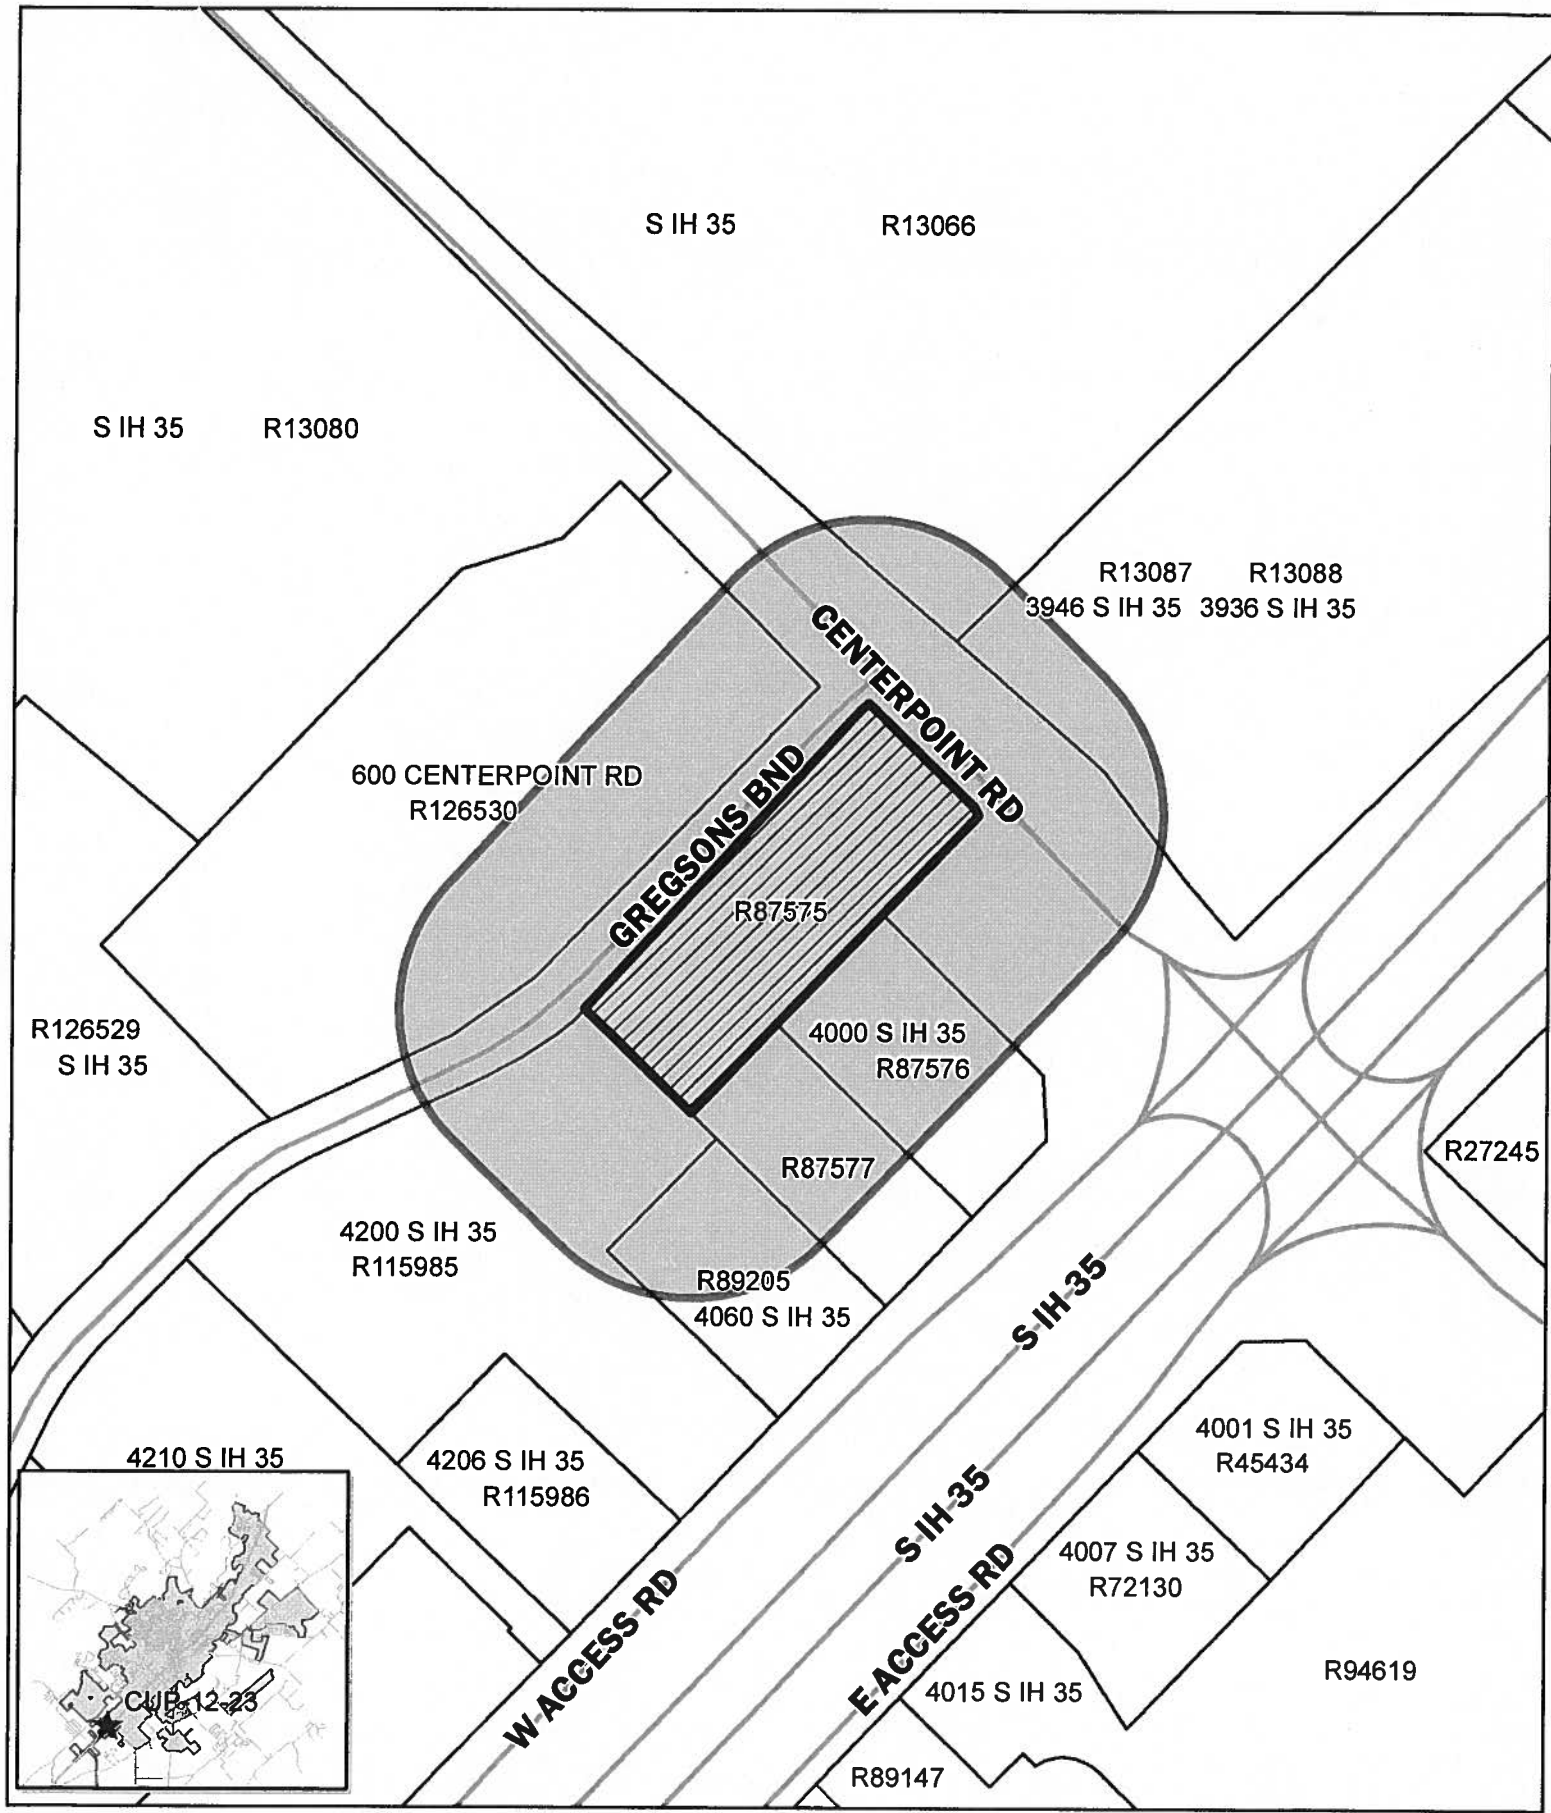 S IH 35 R13066
S IH 35 R13080
R13087 R13088
3946 S IH 35 3936 S IH 35
CENTERPOINT RD
600 CENTERPOINT RD
R126530
GREGSONS BND
R87575
R126529
S IH 35
4000 S IH 35
R87576
R27245
R87577
4200 S IH 35
R115985
R89205
4060 S IH 35
S IH 35
4210 S IH 35
4206 S IH 35
R115986
4001 S IH 35
R45434
S IH 35
4007 S IH 35
R72130
W ACCESS RD
E ACCESS RD
R94619
4015 S IH 35
CUP-12-23
R89147